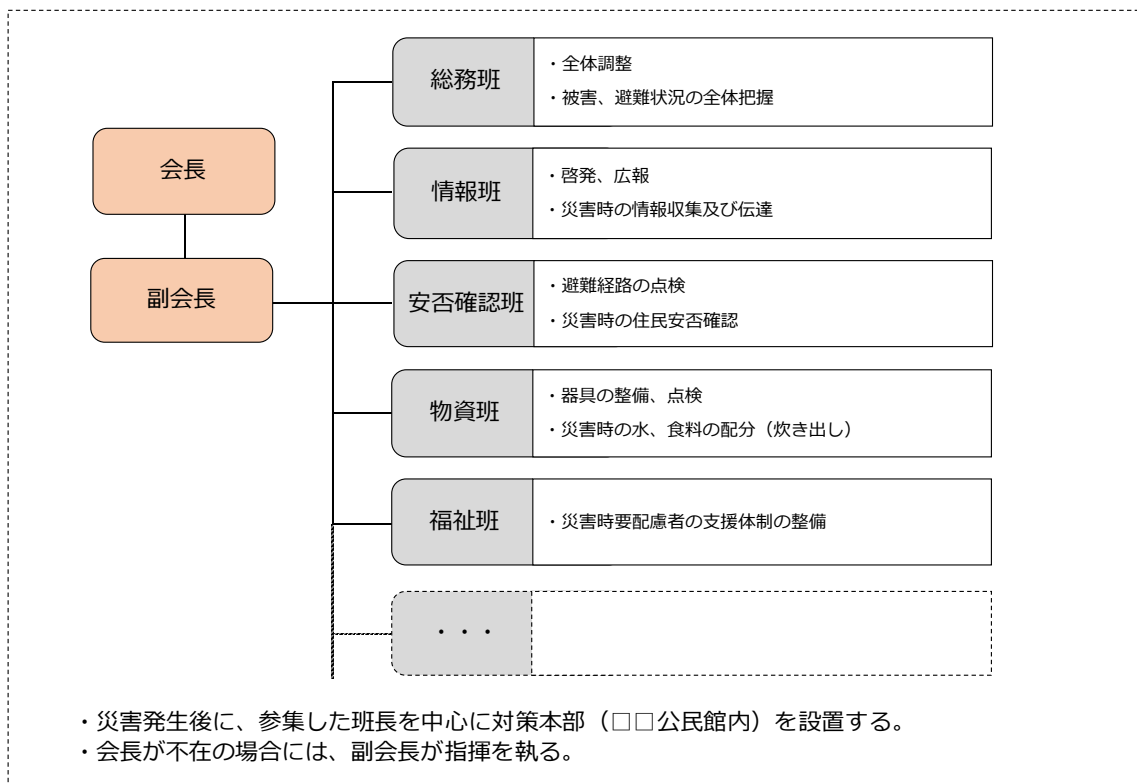 総務班
・全体調整
・被害、避難状況の全体把握
会長
情報班
・啓発、広報
・災害時の情報収集及び伝達
副会長
安否確認班
・避難経路の点検
・災害時の住民安否確認
物資班
・器具の整備、点検
・災害時の水、食料の配分（炊き出し）
福祉班
・災害時要配慮者の支援体制の整備
・・・
・災害発生後に、参集した班長を中心に対策本部（□□公民館内）を設置する。
・会長が不在の場合には、副会長が指揮を執る。